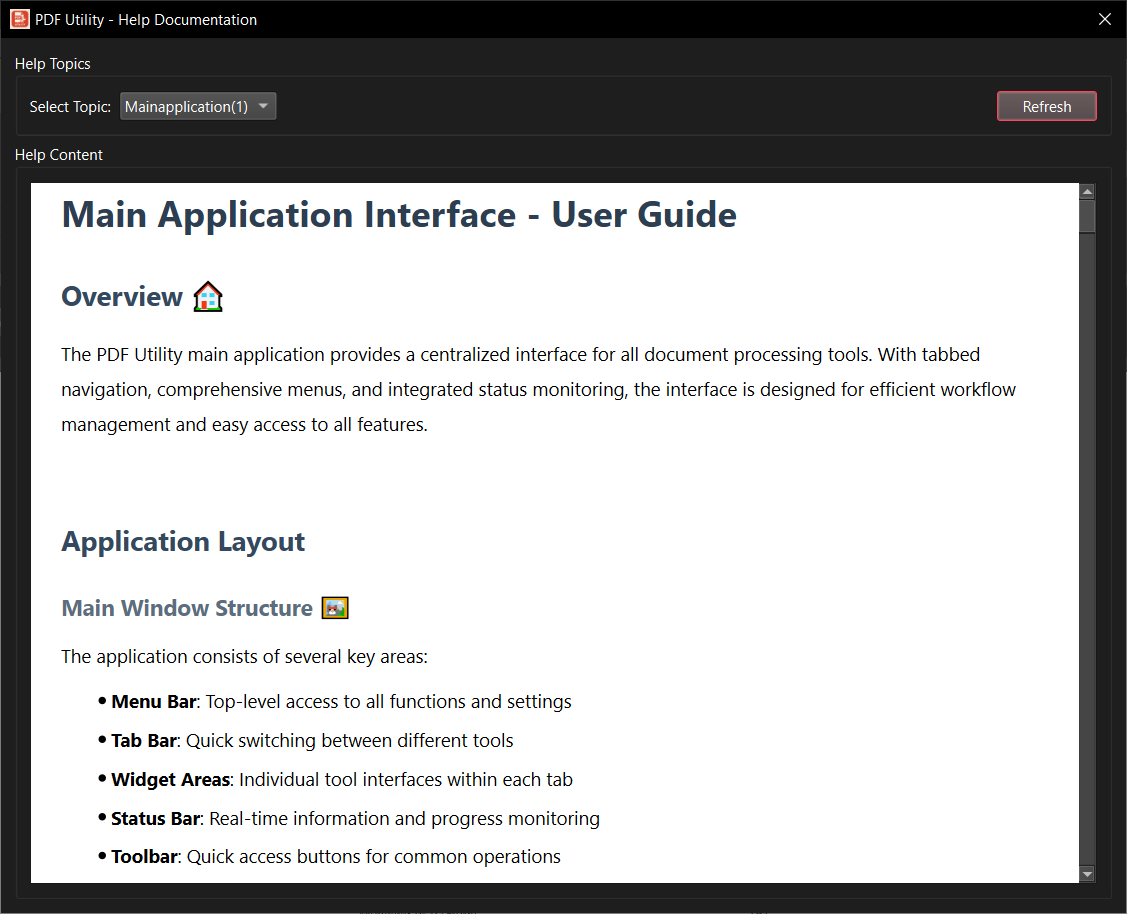 PDF Utility - Help Documentation
Help Topics
Select Topic: Mainapplication(1)
Refresh
Help Content
Main Application Interface - User Guide
Overview
The PDF Utility main application provides a centralized interface for all document processing tools. With tabbed
navigation, comprehensive menus, and integrated status monitoring, the interface is designed for efficient workflow
management and easy access to all features.
Application Layout
Main Window Structure
The application consists of several key areas:
• Menu Bar: Top-level access to all functions and settings
• Tab Bar: Quick switching between different tools
• Widget Areas: Individual tool interfaces within each tab
• Status Bar: Real-time information and progress monitoring
• Toolbar: Quick access buttons for common operations